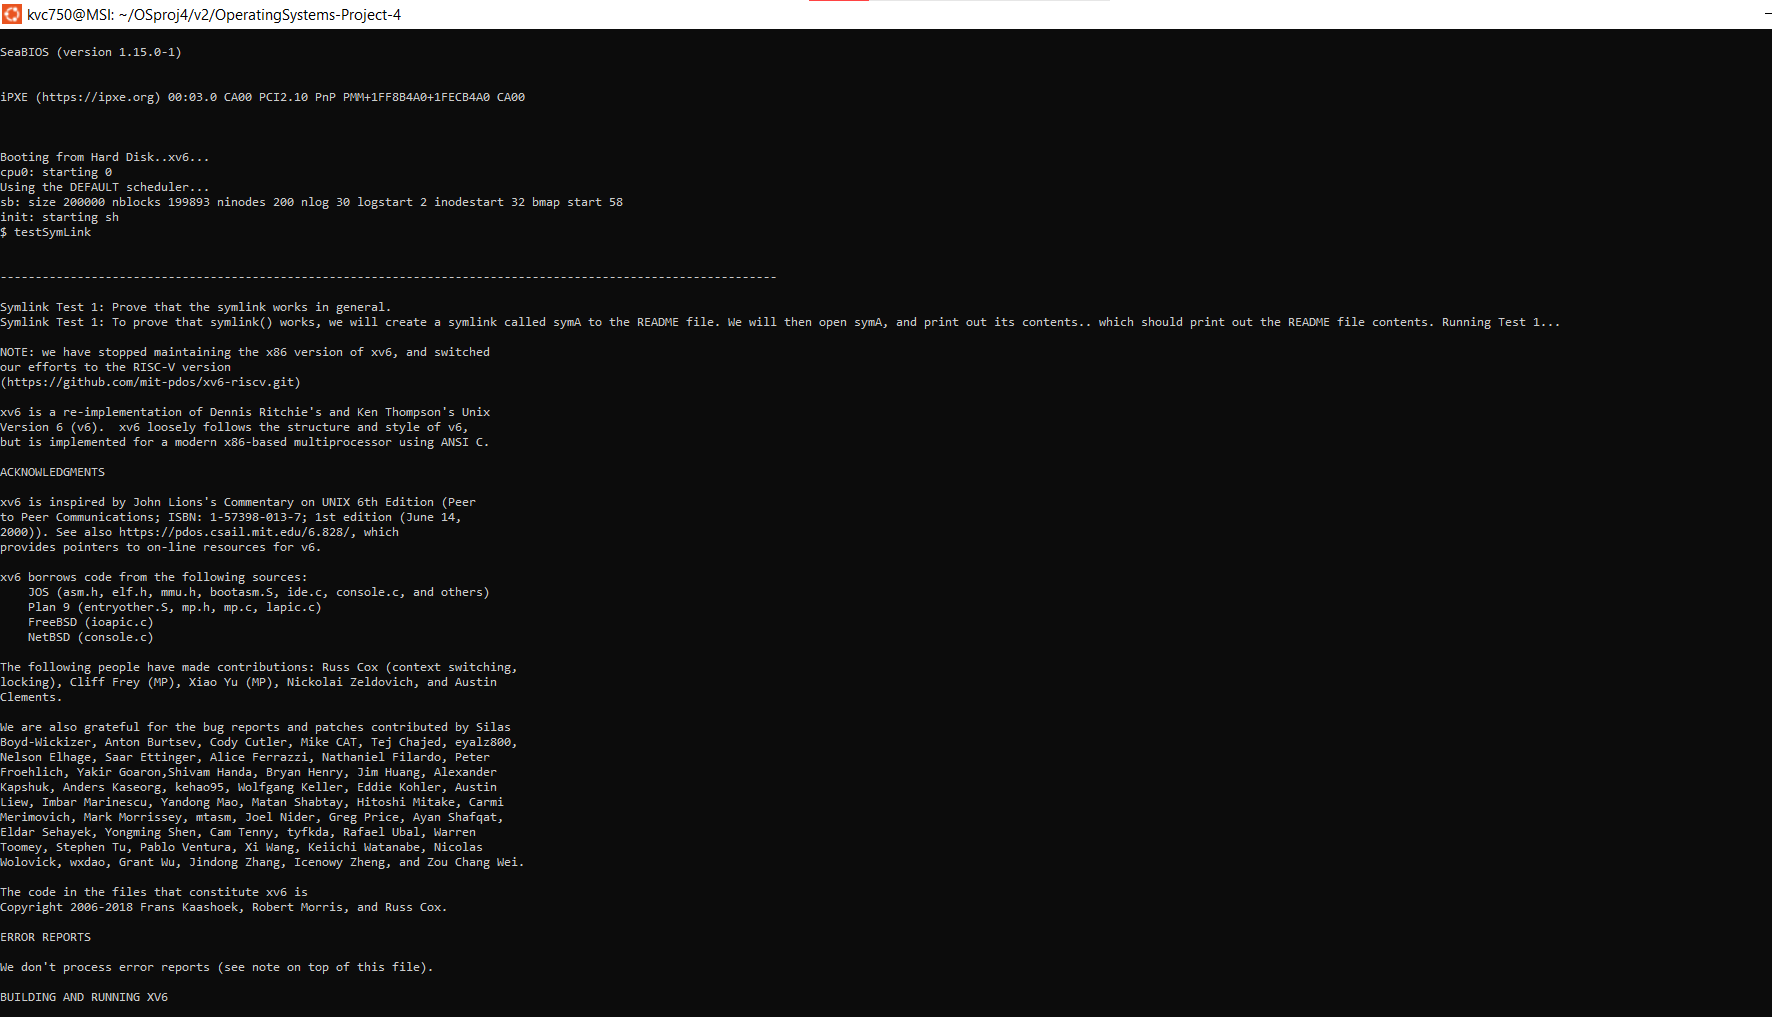 kvc750@MSI: ~/OSproj4/v2/OperatingSystems-Project-4
SeaBIOS (version 1.15.0-1)
iPXE (https://ipxe.org) 00:03.0 CA00 PCI2.10 PnP PMM+1FF8B4A0+1FECB4A0 CA00
Booting from Hard Disk..xv6...
cpu0: starting 0
Using the DEFAULT scheduler...
sb: size 200000 nblocks 199893 ninodes 200 nlog 30 logstart 2 inodestart 32 bmap start 58
init: starting sh
$ testSymLink
---------------------------------------------------------------------------------------------------------------
Symlink Test 1: Prove that the symlink works in general.
Symlink Test 1: To prove that symlink() works, we will create a symlink called symA to the README file. We will then open symA, and print out its contents.. which should print out the README file contents. Running Test 1...
NOTE: we have stopped maintaining the x86 version of xv6, and switched
our efforts to the RISC-V version
(https://github.com/mit-pdos/xv6-riscv.git)
xv6 is a re-implementation of Dennis Ritchie's and Ken Thompson's Unix
Version 6 (v6).  xv6 loosely follows the structure and style of v6,
but is implemented for a modern x86-based multiprocessor using ANSI C.
ACKNOWLEDGMENTS
xv6 is inspired by John Lions's Commentary on UNIX 6th Edition (Peer
to Peer Communications; ISBN: 1-57398-013-7; 1st edition (June 14,
2000)). See also https://pdos.csail.mit.edu/6.828/, which
provides pointers to on-line resources for v6.
xv6 borrows code from the following sources:
    JOS (asm.h, elf.h, mmu.h, bootasm.S, ide.c, console.c, and others)
    Plan 9 (entryother.S, mp.h, mp.c, lapic.c)
    FreeBSD (ioapic.c)
    NetBSD (console.c)
The following people have made contributions: Russ Cox (context switching,
locking), Cliff Frey (MP), Xiao Yu (MP), Nickolai Zeldovich, and Austin
Clements.
We are also grateful for the bug reports and patches contributed by Silas
Boyd-Wickizer, Anton Burtsev, Cody Cutler, Mike CAT, Tej Chajed, eyalz800,
Nelson Elhage, Saar Ettinger, Alice Ferrazzi, Nathaniel Filardo, Peter
Froehlich, Yakir Goaron,Shivam Handa, Bryan Henry, Jim Huang, Alexander
Kapshuk, Anders Kaseorg, kehao95, Wolfgang Keller, Eddie Kohler, Austin
Liew, Imbar Marinescu, Yandong Mao, Matan Shabtay, Hitoshi Mitake, Carmi
Merimovich, Mark Morrissey, mtasm, Joel Nider, Greg Price, Ayan Shafqat,
Eldar Sehayek, Yongming Shen, Cam Tenny, tyfkda, Rafael Ubal, Warren
Toomey, Stephen Tu, Pablo Ventura, Xi Wang, Keiichi Watanabe, Nicolas
Wolovick, wxdao, Grant Wu, Jindong Zhang, Icenowy Zheng, and Zou Chang Wei.
The code in the files that constitute xv6 is
Copyright 2006-2018 Frans Kaashoek, Robert Morris, and Russ Cox.
ERROR REPORTS
We don't process error reports (see note on top of this file).
BUILDING AND RUNNING XV6